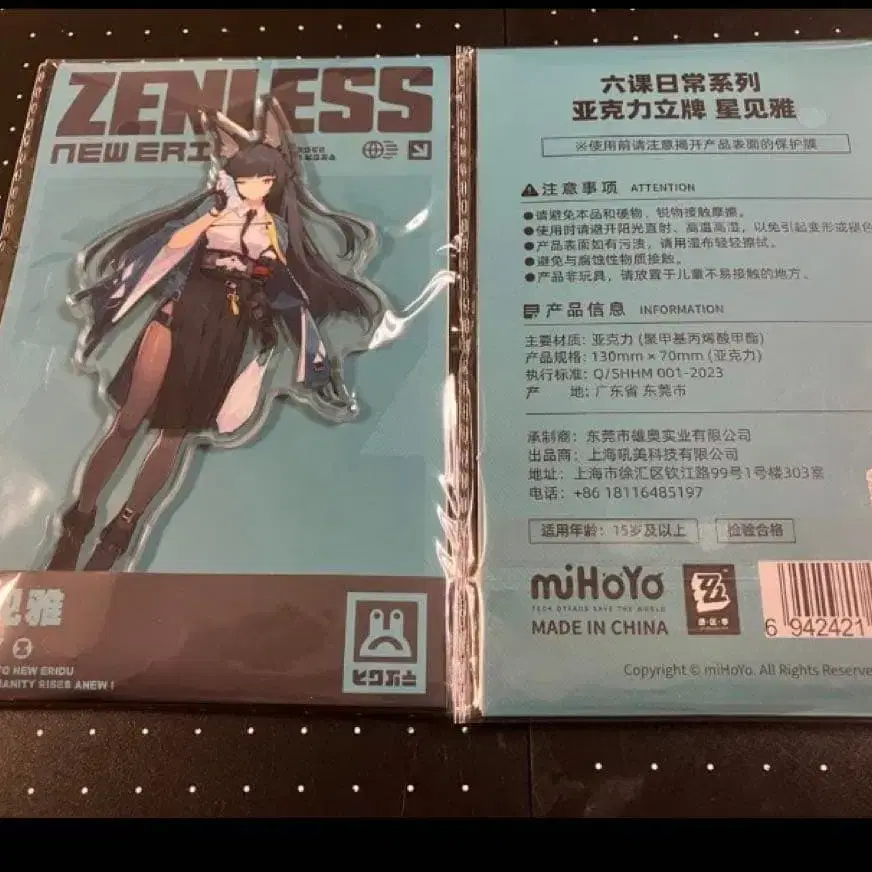 ZENLESS
NEW ERI
雅
TO NEW ERIDU
ANITY RISES ANEW!
六课日常系列
亚克力立牌 星见雅
※使用前请注意揭开产品表面的保护膜
注意事项 ATTENTION
●请避免本品和硬物、锐物接触摩擦。
●使用时请避开阳光直射、高温高湿，以免引起变形或褪色
●产品表面如有污渍，请用湿布轻轻擦拭。
●避免与腐蚀性物质接触。
●产品非玩具，请放置于儿童不易接触的地方。
产品信息 INFORMATION
主要材质: 亚克力 (聚甲基丙烯酸甲酯)
产品规格: 130mm×70mm (亚克力)
执行标准: Q/SHHM 001-2023
产 地: 广东省 东莞市
承制商: 东莞市雄奥实业有限公司
出品商: 上海吼美科技有限公司
地址: 上海市徐汇区钦江路99号1号楼303室
电话: +86 18116485197
适用年龄: 15岁及以上 检验合格
miHoYo
TECH OTAKUS SAVE THE WORLD
MADE IN CHINA
6 942421
Copyright © miHoYo. All Rights Reserve